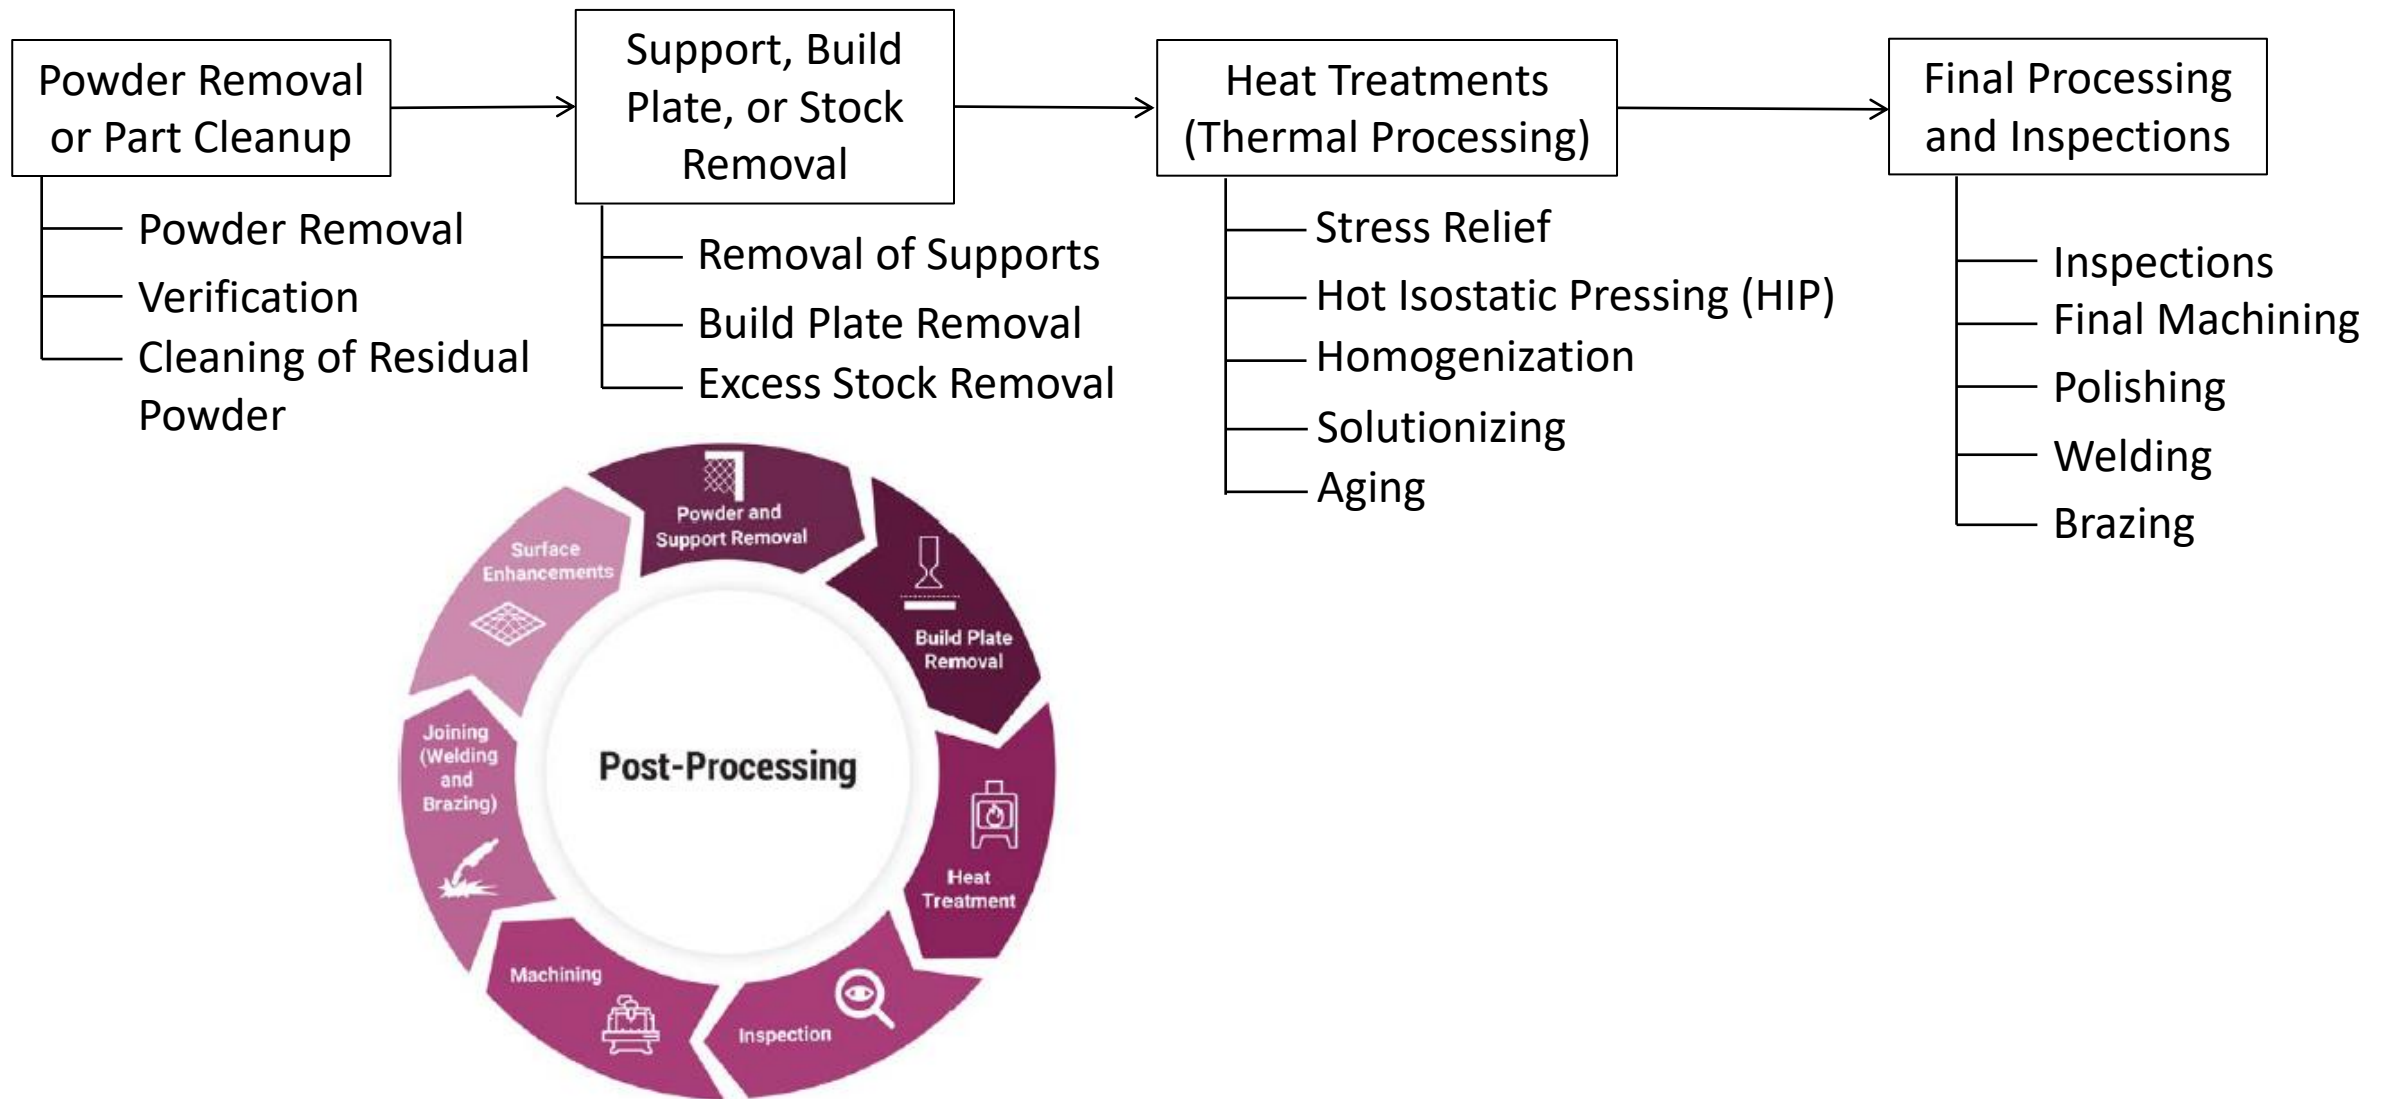 Powder Removal
or Part Cleanup
Powder Removal
Verification
Cleaning of Residual
Powder
Support, Build
Plate, or Stock
Removal
Removal of Supports
Build Plate Removal
Excess Stock Removal
Heat Treatments
(Thermal Processing)
Stress Relief
Hot Isostatic Pressing (HIP)
Homogenization
Solutionizing
Aging
Final Processing
and Inspections
Inspections
Final Machining
Polishing
Welding
Brazing
Post-Processing
Powder and
Support Removal
Build Plate
Removal
Heat
Treatment
Inspection
Machining
Joining
(Welding
and
Brazing)
Surface
Enhancements